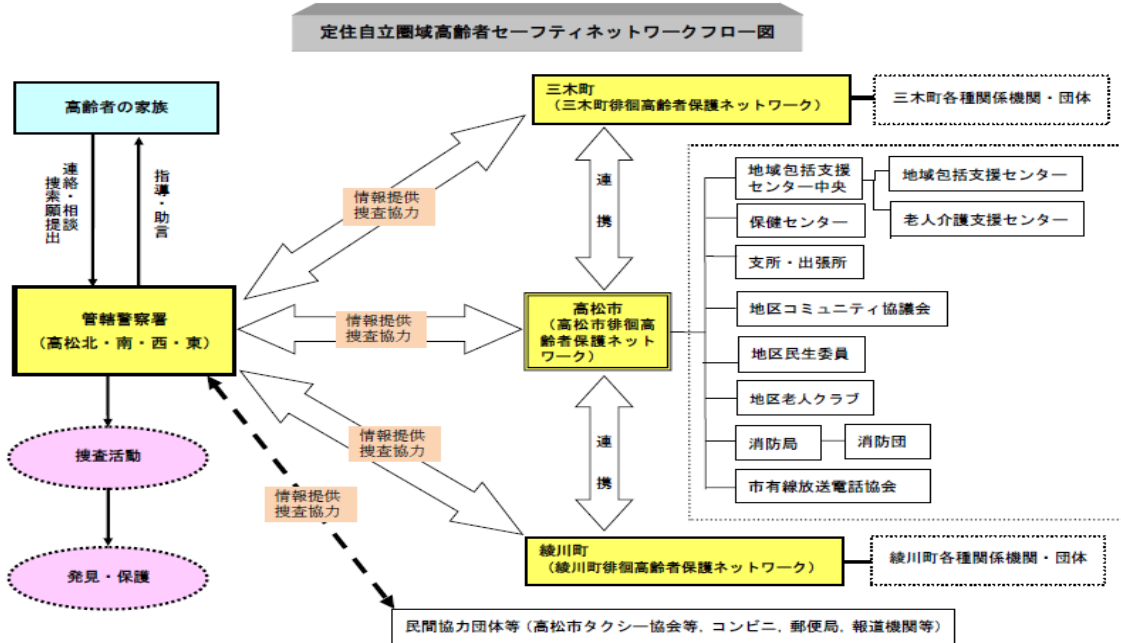 定住自立圏域高齢者セーフティネットワークフロー図
高齢者の家族
連絡・相談
捜索願提出
指導・助言
管轄警察署
（高松北・南・西・東）
捜査活動
発見・保護
情報提供
捜査協力
情報提供
捜査協力
情報提供
捜査協力
情報提供
捜査協力
三木町
（三木町徘徊高齢者保護ネットワーク）
三木町各種関係機関・団体
連携
高松市
（高松市徘徊高
齢者保護ネット
ワーク）
連携
綾川町
（綾川町徘徊高齢者保護ネットワーク）
綾川町各種関係機関・団体
地域包括支援
センター中央
地域包括支援センター
老人介護支援センター
保健センター
支所・出張所
地区コミュニティ協議会
地区民生委員
地区老人クラブ
消防局
消防団
市有線放送電話協会
民間協力団体等（高松市タクシー協会等，コンビニ，郵便局，報道機関等）